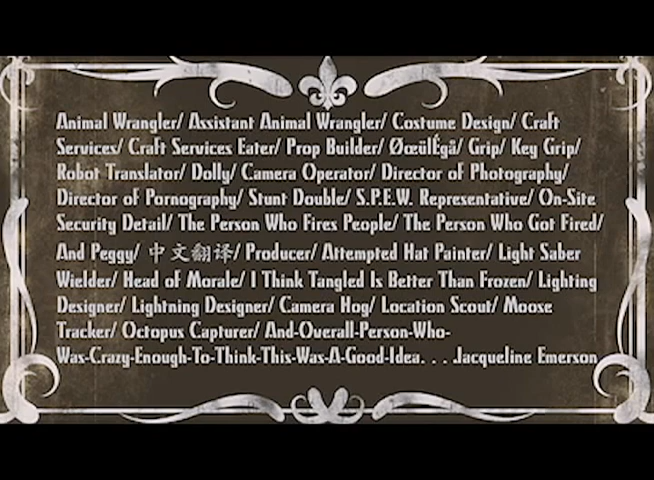 Animal Wrangler/ Assistant Animal Wrangler/ Costume Design/ Craft
Services/ Craft Services Eater/ Prop Builder/ ØœülÉgã/ Grip/ Key Grip/
Robot Translator/ Dolly/ Camera Operator/ Director of Photography/
Director of Pornography/ Stunt Double/ S.P.E.W. Representative/ On-Site
Security Detail/ The Person Who Fires People/ The Person Who Got Fired/
And Peggy/ 中文翻译/ Producer/ Attempted Hat Painter/ Light Saber
Wielder/ Head of Morale/ I Think Tangled Is Better Than Frozen/ Lighting
Designer/ Lightning Designer/ Camera Hog/ Location Scout/ Moose
Tracker/ Octopus Capturer/ And-Overall-Person-Who-
Was-Crazy-Enough-To-Think-This-Was-A-Good-Idea. . . .Jacqueline Emerson